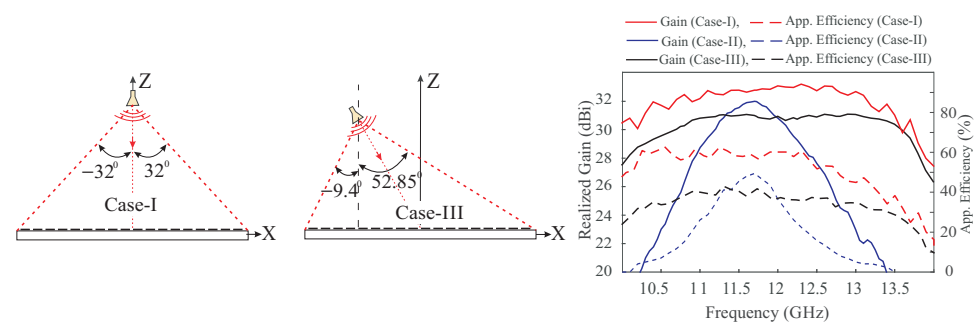 Z
−32⁰ 32⁰
Case-I
X
Z
−9.4⁰ 52.85⁰
Case-III
X
Gain (Case-I), App. Efficiency (Case-I)
Gain (Case-II), App. Efficiency (Case-II)
Gain (Case-III), App. Efficiency (Case-III)
Realized Gain (dBi)
32
30
28
26
24
22
20
80
60
40
20
0
App. Efficiency (%)
10.5 11 11.5 12 12.5 13 13.5
Frequency (GHz)